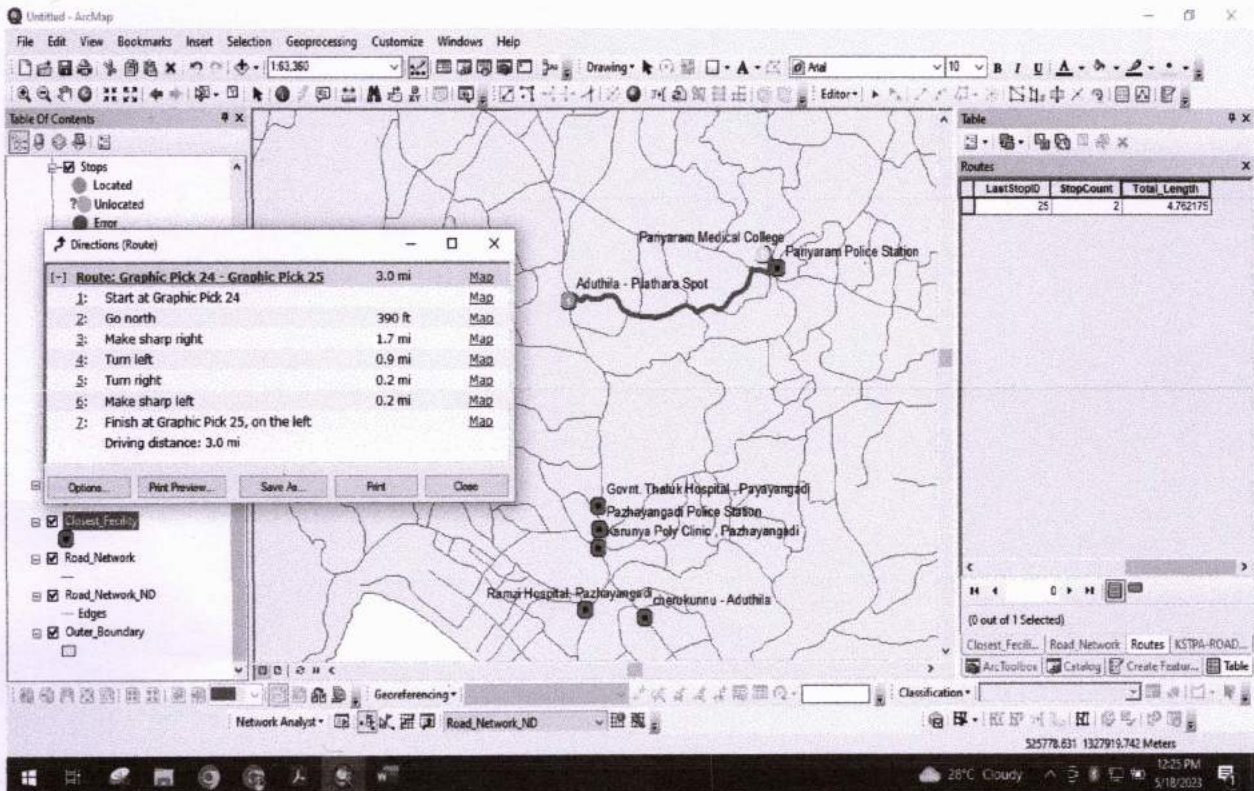 Untitled - ArcMap
File Edit View Bookmarks Insert Selection Geoprocessing Customize Windows Help
1:63,360
Drawing
Arial
10
B I U A
Editor
Table Of Contents
Stops
Located
Unlocated
Error
Directions (Route)
[-] Route: Graphic Pick 24 - Graphic Pick 25 3.0 mi Map
1: Start at Graphic Pick 24 Map
2: Go north 390 ft Map
3: Make sharp right 1.7 mi Map
4: Turn left 0.9 mi Map
5: Turn right 0.2 mi Map
6: Make sharp left 0.2 mi Map
7: Finish at Graphic Pick 25, on the left Map
Driving distance: 3.0 mi
Options... Print Preview... Save As... Print Close
Closest_Facility
Road_Network
Road_Network_ND
Edges
Outer_Boundary
Pariyaram Medical College
Pariyaram Police Station
Aduthila - Pilathara Spot
Govnt. Thaluk Hospital , Payayangadi
Pazhayangadi Police Station
Karunya Poly Clinic , Pazhayangadi
Ramzi Hospital, Pazhayangadi
cherukunnu - Aduthila
Table
Routes
LastStopID StopCount Total_Length
25 2 4.762175
0
(0 out of 1 Selected)
Closest_Facili... Road_Network Routes KSTPA-ROAD...
ArcToolbox Catalog Create Featur... Table
Georeferencing
Classification
Network Analyst
Road_Network_ND
525778.631 1327919.742 Meters
28°C Cloudy
12:25 PM
5/18/2023